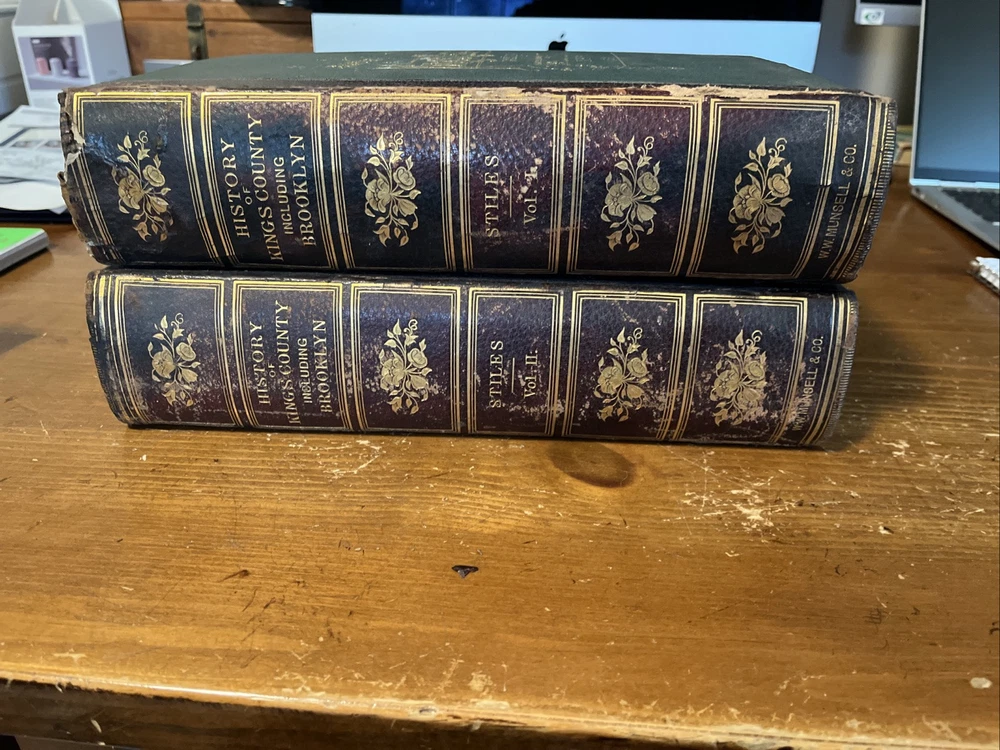 HISTORY
OF
KINGS COUNTY
INCLUDING
BROOKLYN
STILES
Vol. I.
W.W. MUNSELL & CO.
HISTORY
OF
KINGS COUNTY
INCLUDING
BROOKLYN
STILES
Vol. II.
W.W. MUNSELL & CO.